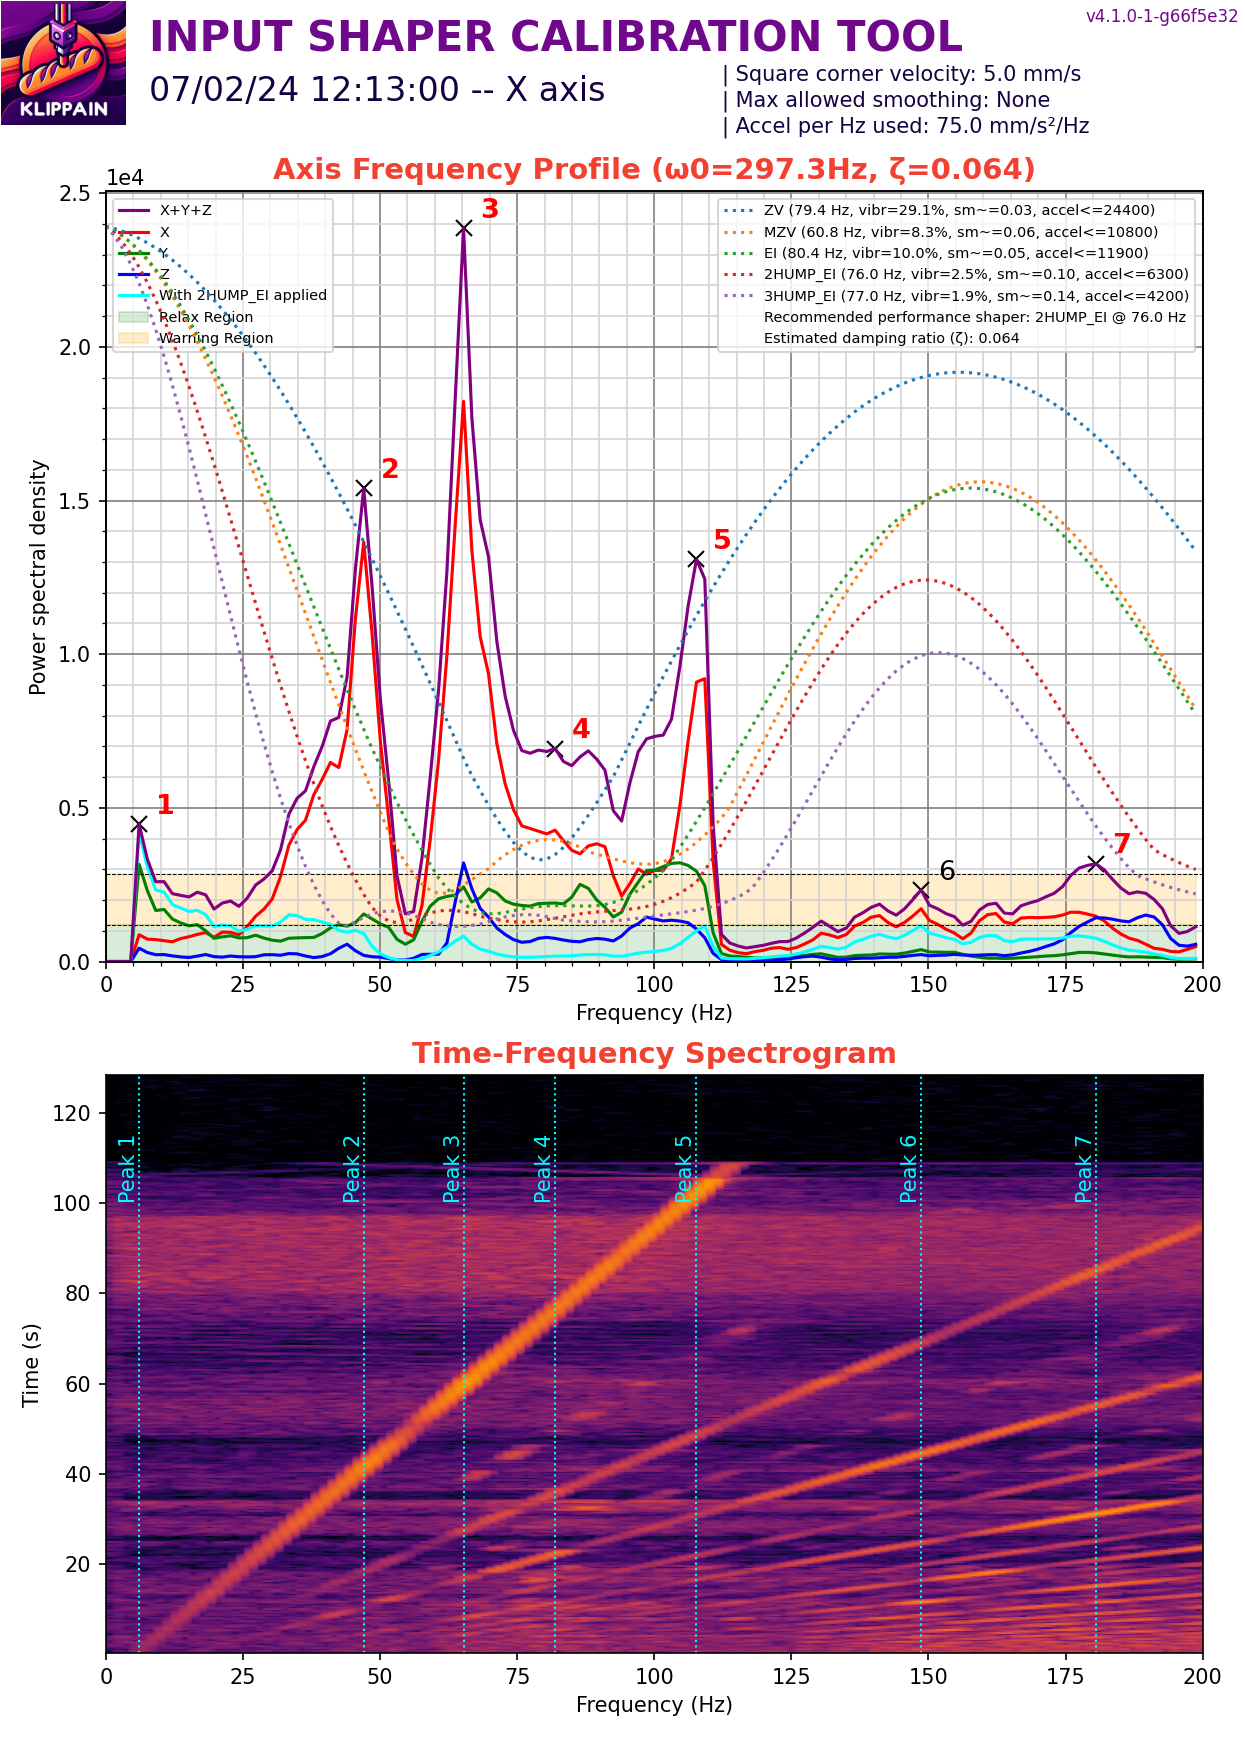 v4.1.0-1-g66f5e32
INPUT SHAPER CALIBRATION TOOL
07/02/24 12:13:00 -- X axis
| Square corner velocity: 5.0 mm/s
| Max allowed smoothing: None
| Accel per Hz used: 75.0 mm/s²/Hz
KLIPPAIN
Axis Frequency Profile (ω0=297.3Hz, ζ=0.064)
1e4
X+Y+Z
X
Y
Z
With 2HUMP_EI applied
Relax Region
Warning Region
ZV (79.4 Hz, vibr=29.1%, sm~=0.03, accel<=24400)
MZV (60.8 Hz, vibr=8.3%, sm~=0.06, accel<=10800)
EI (80.4 Hz, vibr=10.0%, sm~=0.05, accel<=11900)
2HUMP_EI (76.0 Hz, vibr=2.5%, sm~=0.10, accel<=6300)
3HUMP_EI (77.0 Hz, vibr=1.9%, sm~=0.14, accel<=4200)
Recommended performance shaper: 2HUMP_EI @ 76.0 Hz
Estimated damping ratio (ζ): 0.064
2.5
2.0
1.5
1.0
0.5
0.0
Power spectral density
1
2
3
4
5
6
7
0 25 50 75 100 125 150 175 200
Frequency (Hz)
Time-Frequency Spectrogram
120
100
80
60
40
20
Time (s)
Peak 1
Peak 2
Peak 3
Peak 4
Peak 5
Peak 6
Peak 7
0 25 50 75 100 125 150 175 200
Frequency (Hz)